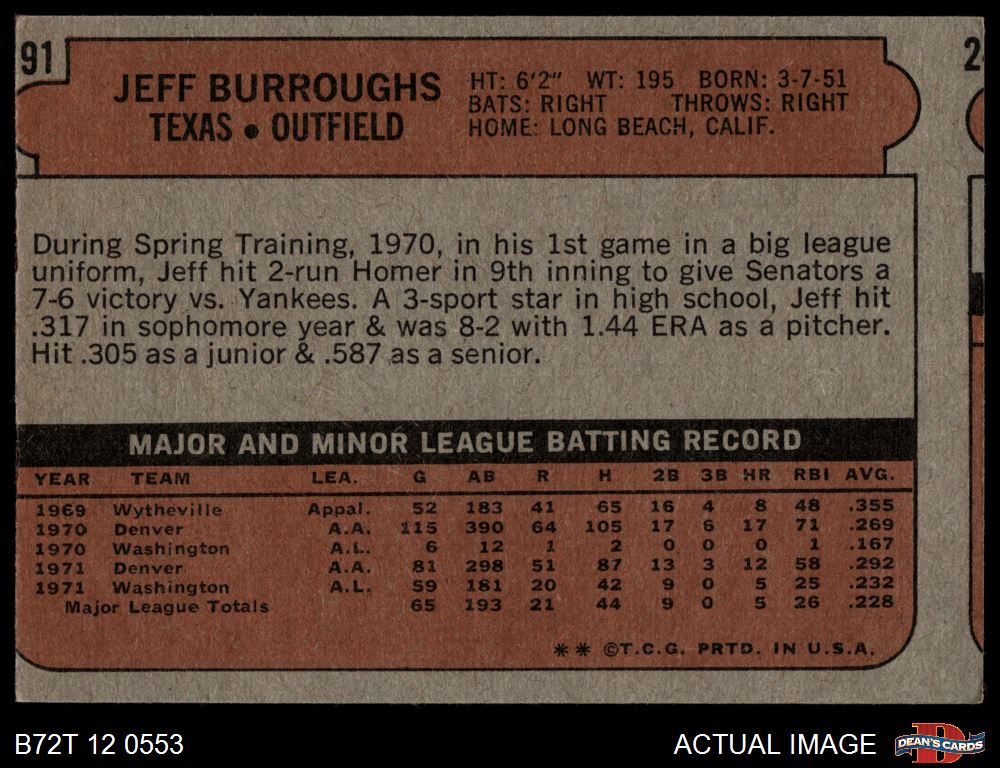 91
2
JEFF BURROUGHS
TEXAS • OUTFIELD
HT: 6'2" WT: 195 BORN: 3-7-51
BATS: RIGHT THROWS: RIGHT
HOME: LONG BEACH, CALIF.
During Spring Training, 1970, in his 1st game in a big league
uniform, Jeff hit 2-run Homer in 9th inning to give Senators a
7-6 victory vs. Yankees. A 3-sport star in high school, Jeff hit
.317 in sophomore year & was 8-2 with 1.44 ERA as a pitcher.
Hit .305 as a junior & .587 as a senior.
MAJOR AND MINOR LEAGUE BATTING RECORD
YEAR TEAM LEA. G AB R H 2B 3B HR RBI AVG.
1969 Wytheville Appal. 52 183 41 65 16 4 8 48 .355
1970 Denver A.A. 115 390 64 105 17 6 17 71 .269
1970 Washington A.L. 6 12 1 2 0 0 0 1 .167
1971 Denver A.A. 81 298 51 87 13 3 12 58 .292
1971 Washington A.L. 59 181 20 42 9 0 5 25 .232
Major League Totals 65 193 21 44 9 0 5 26 .228
** ©T.C.G. PRTD. IN U.S.A.
B72T 12 0553
ACTUAL IMAGE
D
DEAN'S CARDS